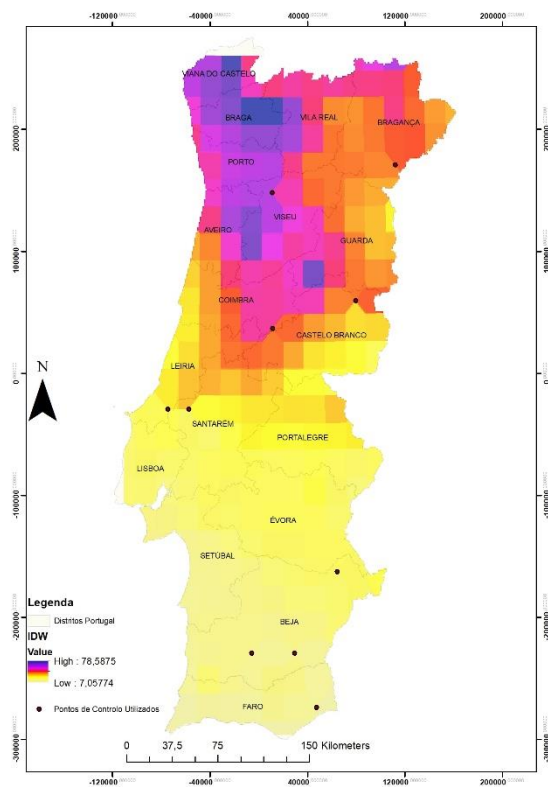 -120000 -40000 40000 120000 200000
VIANA DO CASTELO
BRAGA
VILA REAL
BRAGANÇA
200000 200000
PORTO
VISEU
AVEIRO
GUARDA
100000 100000
COIMBRA
CASTELO BRANCO
LEIRIA
N
0 0
SANTARÉM
PORTALEGRE
LISBOA
-100000 -100000
ÉVORA
SETÚBAL
Legenda
Distritos Portugal
BEJA
-200000 -200000
IDW
Value
High : 78,5875
Low : 7,05774
Pontos de Controlo Utilizados
FARO
-300000 -300000
0 37,5 75 150 Kilometers
-120000 -40000 40000 120000 200000